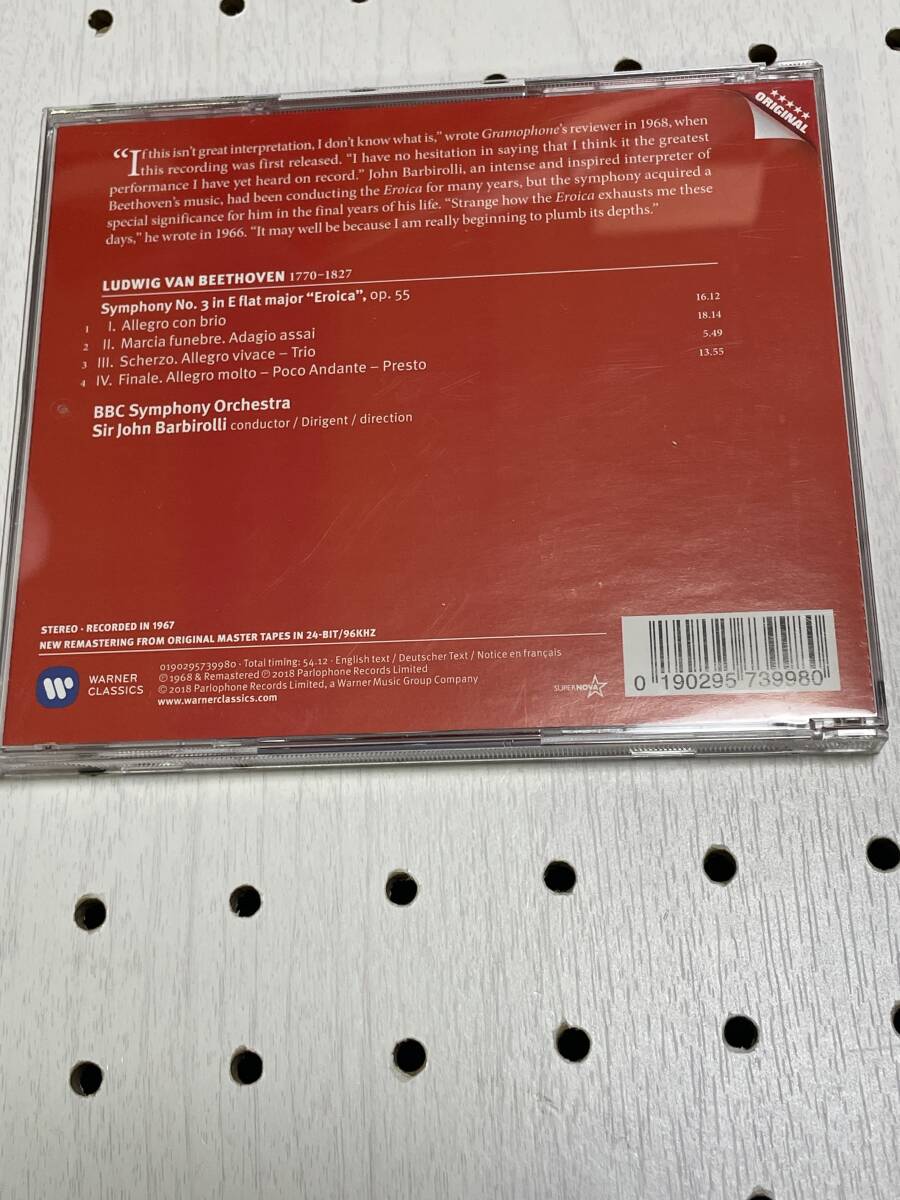 ★★★★★
ORIGINAL
“If this isn’t great interpretation, I don’t know what is,” wrote Gramophone’s reviewer in 1968, when
this recording was first released. “I have no hesitation in saying that I think it the greatest
performance I have yet heard on record.” John Barbirolli, an intense and inspired interpreter of
Beethoven’s music, had been conducting the Eroica for many years, but the symphony acquired a
special significance for him in the final years of his life. “Strange how the Eroica exhausts me these
days,” he wrote in 1966. “It may well be because I am really beginning to plumb its depths.”
LUDWIG VAN BEETHOVEN 1770–1827
Symphony No. 3 in E flat major “Eroica”, op. 55
1 I. Allegro con brio 16.12
2 II. Marcia funebre. Adagio assai 18.14
3 III. Scherzo. Allegro vivace – Trio 5.49
4 IV. Finale. Allegro molto – Poco Andante – Presto 13.55
BBC Symphony Orchestra
Sir John Barbirolli conductor / Dirigent / direction
STEREO · RECORDED IN 1967
NEW REMASTERING FROM ORIGINAL MASTER TAPES IN 24-BIT/96KHZ
WARNER
CLASSICS
0190295739980 · Total timing: 54.12 · English text / Deutscher Text / Notice en français
℗ 1968 & Remastered ℗ 2018 Parlophone Records Limited
© 2018 Parlophone Records Limited, a Warner Music Group Company
www.warnerclassics.com
SUPERNOVA
0 190295 739980